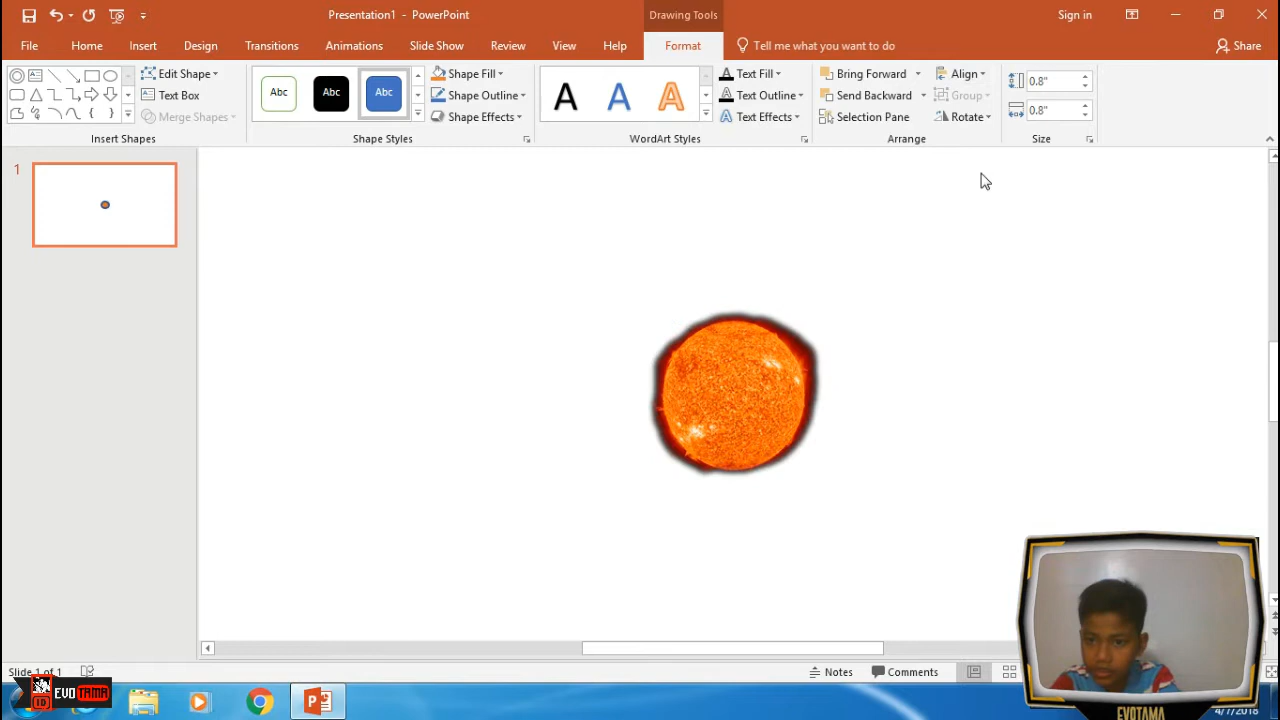 Presentation1 - PowerPoint
Drawing Tools
Sign in
File
Home
Insert
Design
Transitions
Animations
Slide Show
Review
View
Help
Format
Tell me what you want to do
Share
Edit Shape
Text Box
Merge Shapes
Insert Shapes
Abc
Abc
Abc
Shape Fill
Shape Outline
Shape Effects
Shape Styles
A
A
A
Text Fill
Text Outline
Text Effects
WordArt Styles
Bring Forward
Send Backward
Selection Pane
Align
Group
Rotate
Arrange
0.8"
0.8"
Size
1
Slide 1 of 1
Notes
Comments
ID
EVOTAMA
EVOTAMA
4/7/2018